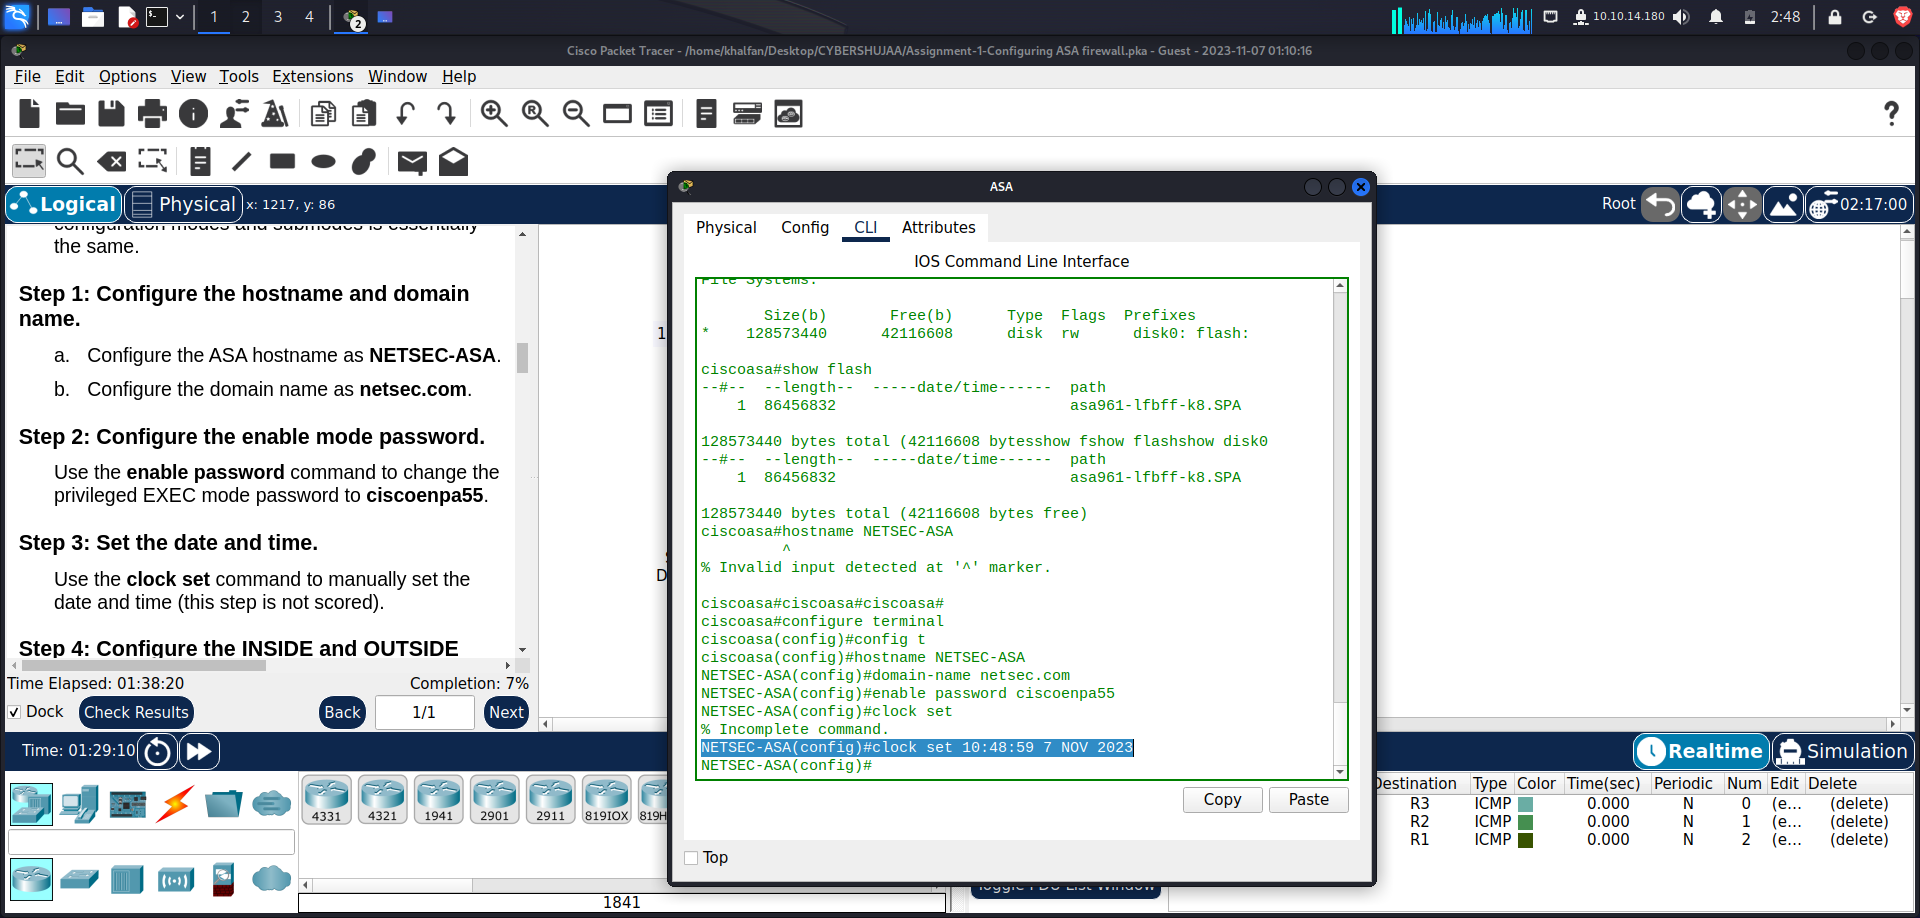 1 2 3 4 2 10.10.14.180 2:48
Cisco Packet Tracer - /home/khalfan/Desktop/CYBERSHUJAA/Assignment-1-Configuring ASA firewall.pka - Guest - 2023-11-07 01:10:16
File Edit Options View Tools Extensions Window Help
Logical Physical x: 1217, y: 86
Root 02:17:00
configuration modes and submodes is essentially
the same.
Step 1: Configure the hostname and domain
name.
a. Configure the ASA hostname as NETSEC-ASA.
b. Configure the domain name as netsec.com.
Step 2: Configure the enable mode password.
Use the enable password command to change the
privileged EXEC mode password to ciscoenpa55.
Step 3: Set the date and time.
Use the clock set command to manually set the
date and time (this step is not scored).
Step 4: Configure the INSIDE and OUTSIDE
Time Elapsed: 01:38:20 Completion: 7%
Dock Check Results Back 1/1 Next
1
D
ASA
Physical Config CLI Attributes
IOS Command Line Interface
File Systems:
Size(b) Free(b) Type Flags Prefixes
* 128573440 42116608 disk rw disk0: flash:
ciscoasa#show flash
--#-- --length-- -----date/time------ path
1 86456832 asa961-lfbff-k8.SPA
128573440 bytes total (42116608 bytesshow fshow flashshow disk0
--#-- --length-- -----date/time------ path
1 86456832 asa961-lfbff-k8.SPA
128573440 bytes total (42116608 bytes free)
ciscoasa#hostname NETSEC-ASA
^
% Invalid input detected at '^' marker.
ciscoasa#ciscoasa#ciscoasa#
ciscoasa#configure terminal
ciscoasa(config)#config t
ciscoasa(config)#hostname NETSEC-ASA
NETSEC-ASA(config)#domain-name netsec.com
NETSEC-ASA(config)#enable password ciscoenpa55
NETSEC-ASA(config)#clock set
% Incomplete command.
NETSEC-ASA(config)#clock set 10:48:59 7 NOV 2023
NETSEC-ASA(config)#
Copy Paste
Top
Time: 01:29:10
Realtime Simulation
4331 4321 1941 2901 2911 819IOX 819H
1841
Destination Type Color Time(sec) Periodic Num Edit Delete
R3 ICMP 0.000 N 0 (e... (delete)
R2 ICMP 0.000 N 1 (e... (delete)
R1 ICMP 0.000 N 2 (e... (delete)
Toggle PDU List Window